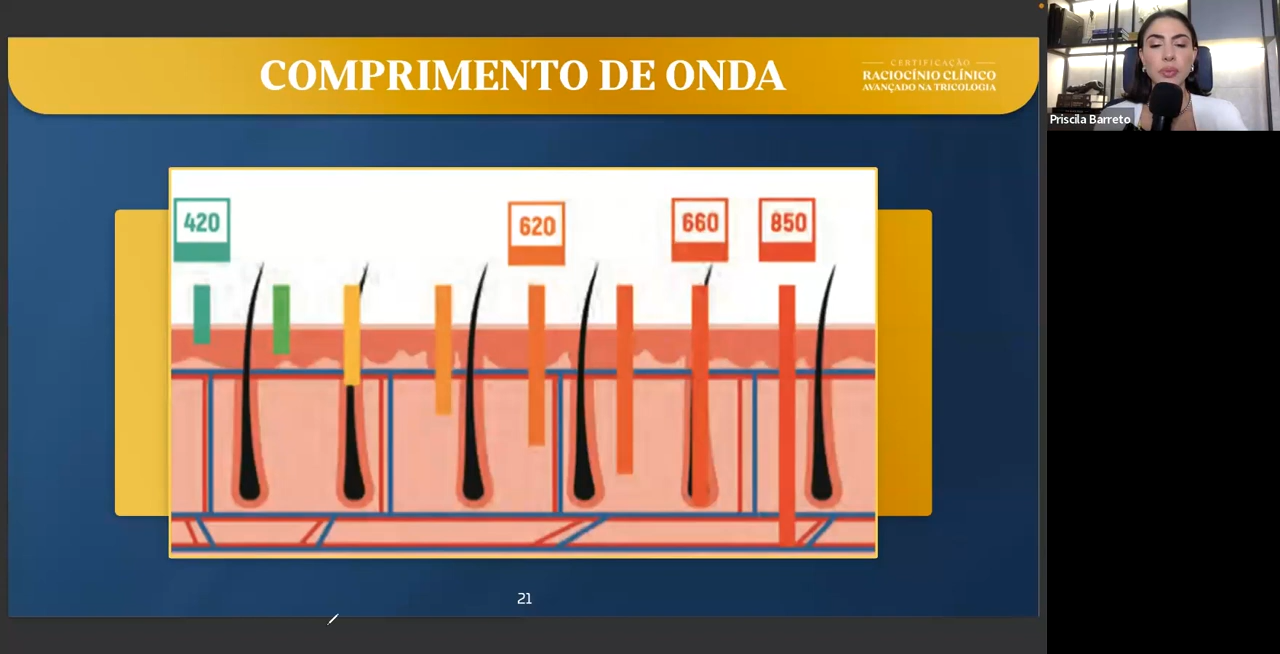 COMPRIMENTO DE ONDA
CERTIFICAÇÃO
RACIOCÍNIO CLÍNICO
AVANÇADO NA TRICOLOGIA
Priscila Barreto
420
620
660
850
21